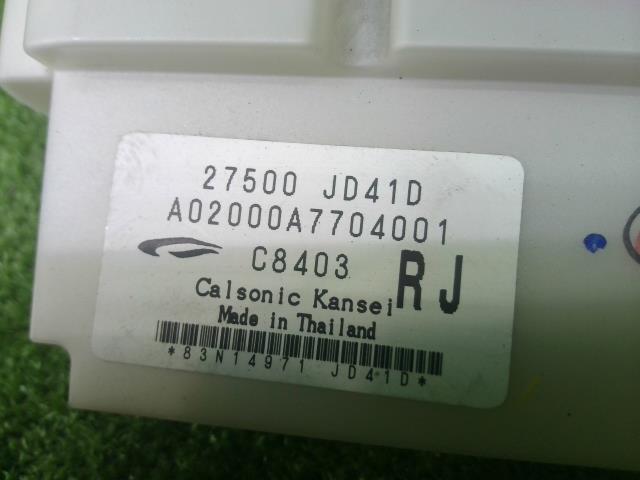 27500 JD41D
A02000A7704001
C8403 RJ
Calsonic Kansei
Made in Thailand
*83N14971 JD41D*